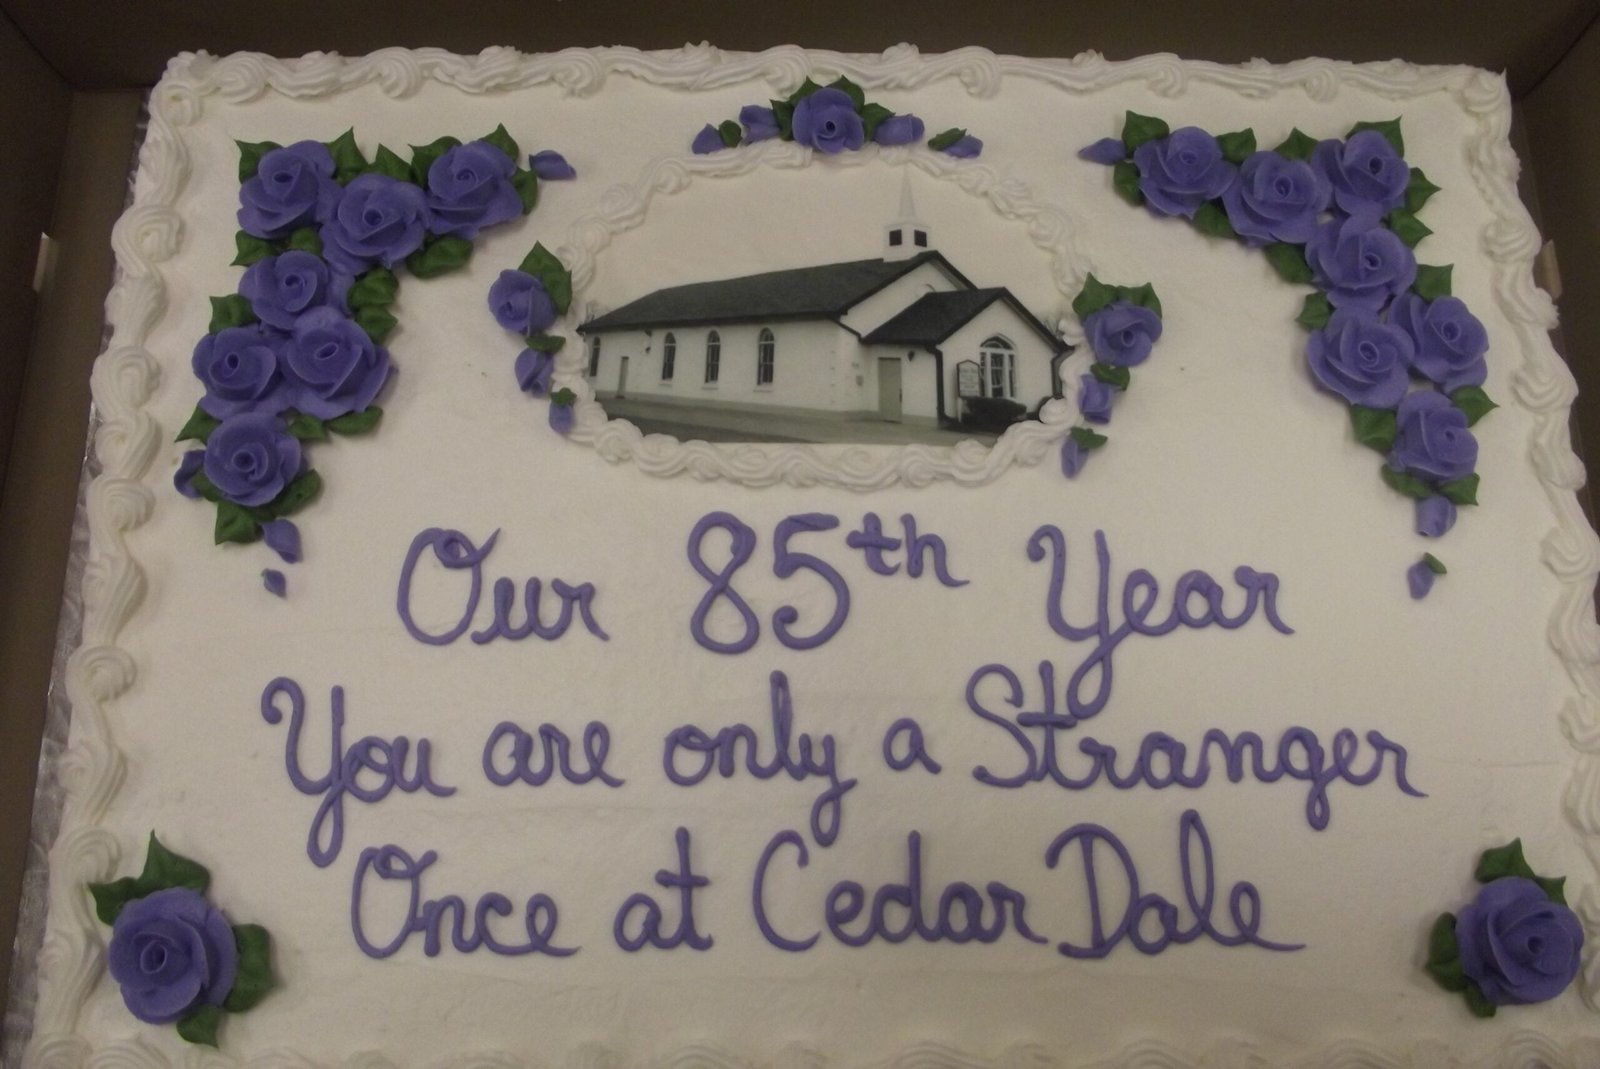 Our 85th Year
You are only a Stranger
Once at Cedar Dale